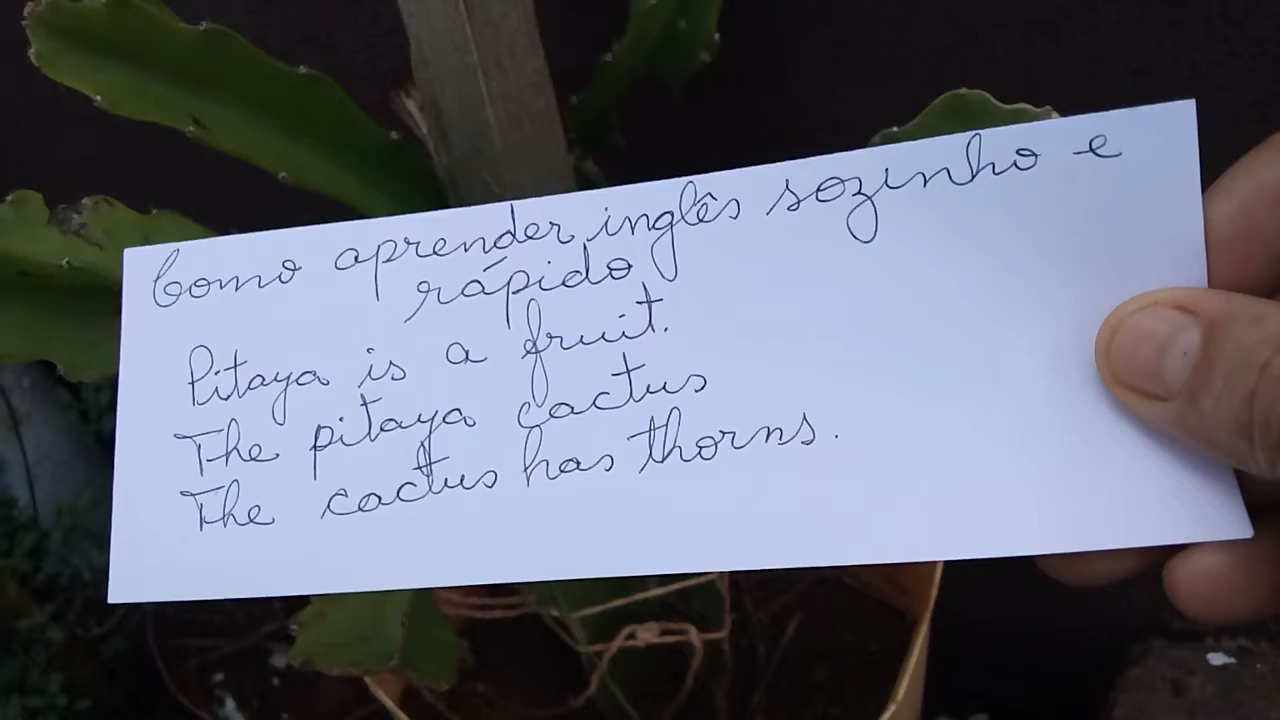 Como aprender inglês sozinho e
rápido
Pitaya is a fruit.
The pitaya cactus
The cactus has thorns.